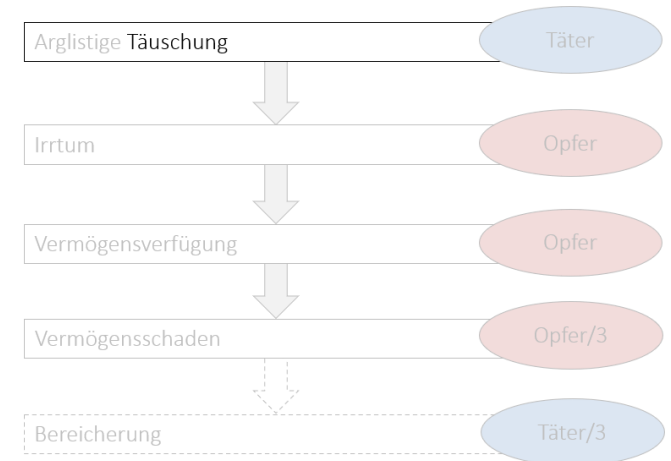 Arglistige Täuschung Täter
Irrtum Opfer
Vermögensverfügung Opfer
Vermögensschaden Opfer/3
Bereicherung Täter/3